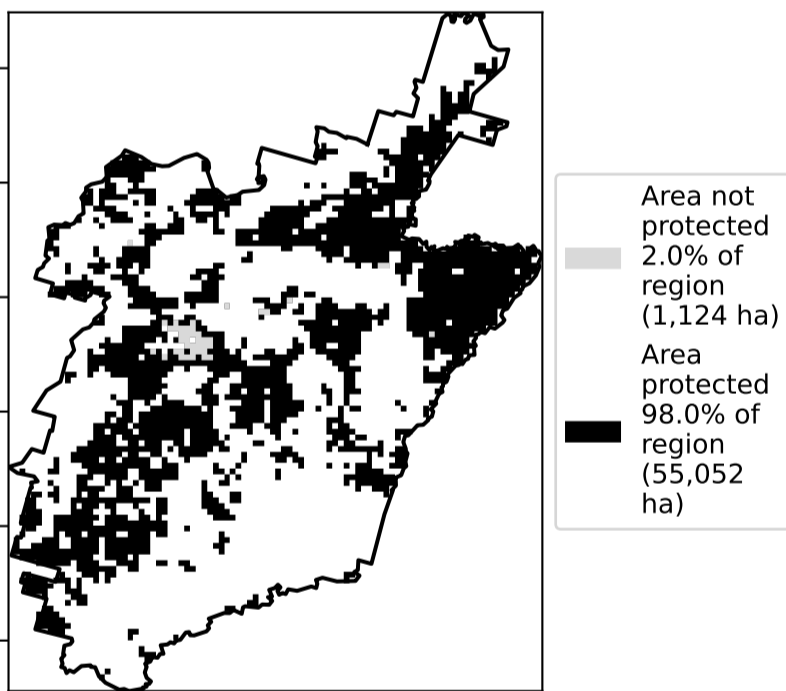 Area not
protected
2.0% of
region
(1,124 ha)
Area
protected
98.0% of
region
(55,052
ha)